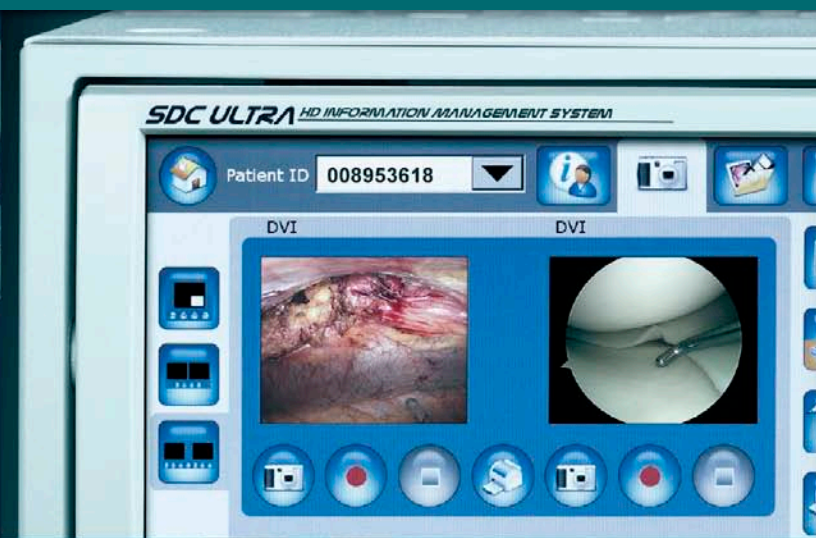 SDC ULTRA HD INFORMATION MANAGEMENT SYSTEM
Patient ID 008953618
DVI DVI